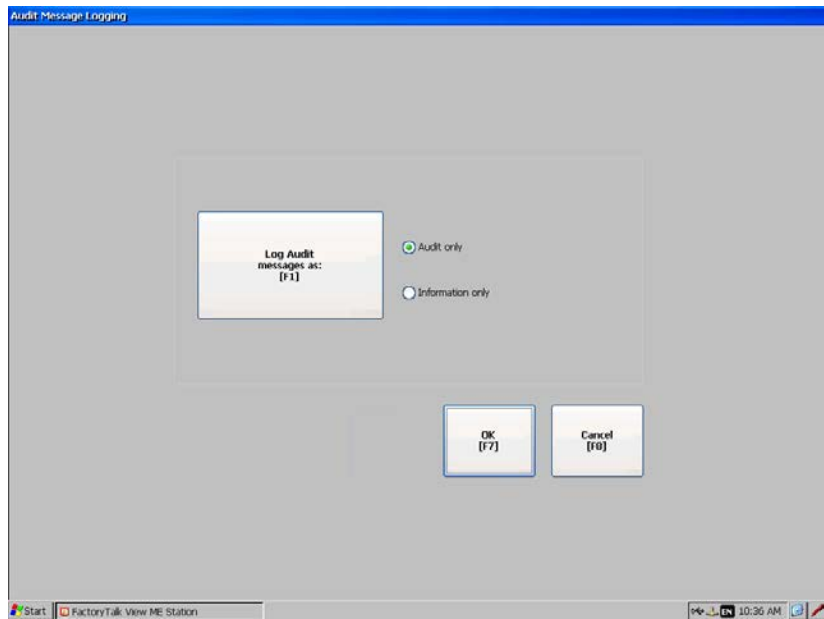 Audit Message Logging
Log Audit
messages as:
[F1]
Audit only
Information only
OK
[F7]
Cancel
[F8]
Start
FactoryTalk View ME Station
EN
10:36 AM